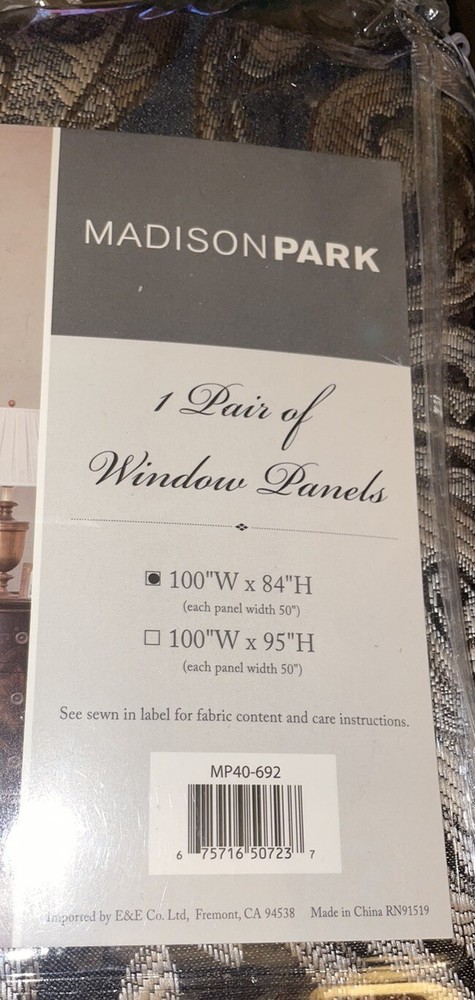 MADISONPARK
1 Pair of
Window Panels
100"W x 84"H
(each panel width 50")
100"W x 95"H
(each panel width 50")
See sewn in label for fabric content and care instructions.
MP40-692
6 75716 50723 7
Imported by E&E Co. Ltd, Fremont, CA 94538 Made in China RN91519